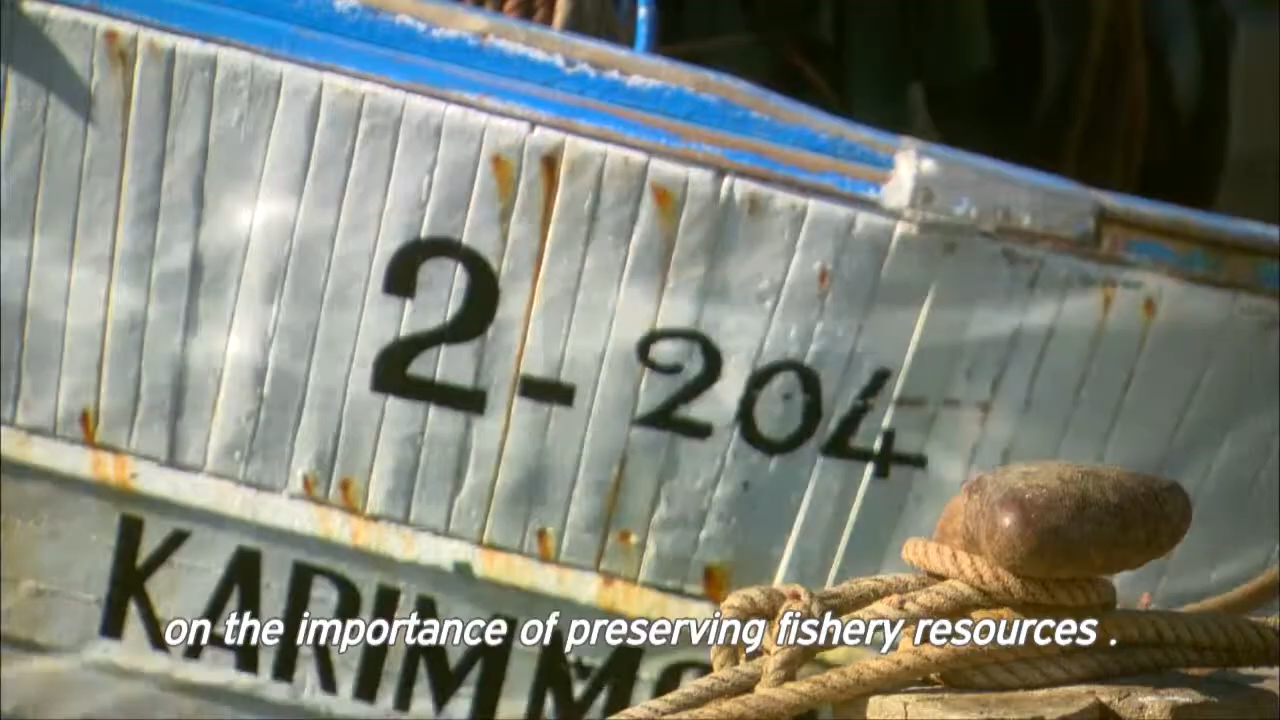 2-204
on the importance of preserving fishery resources .